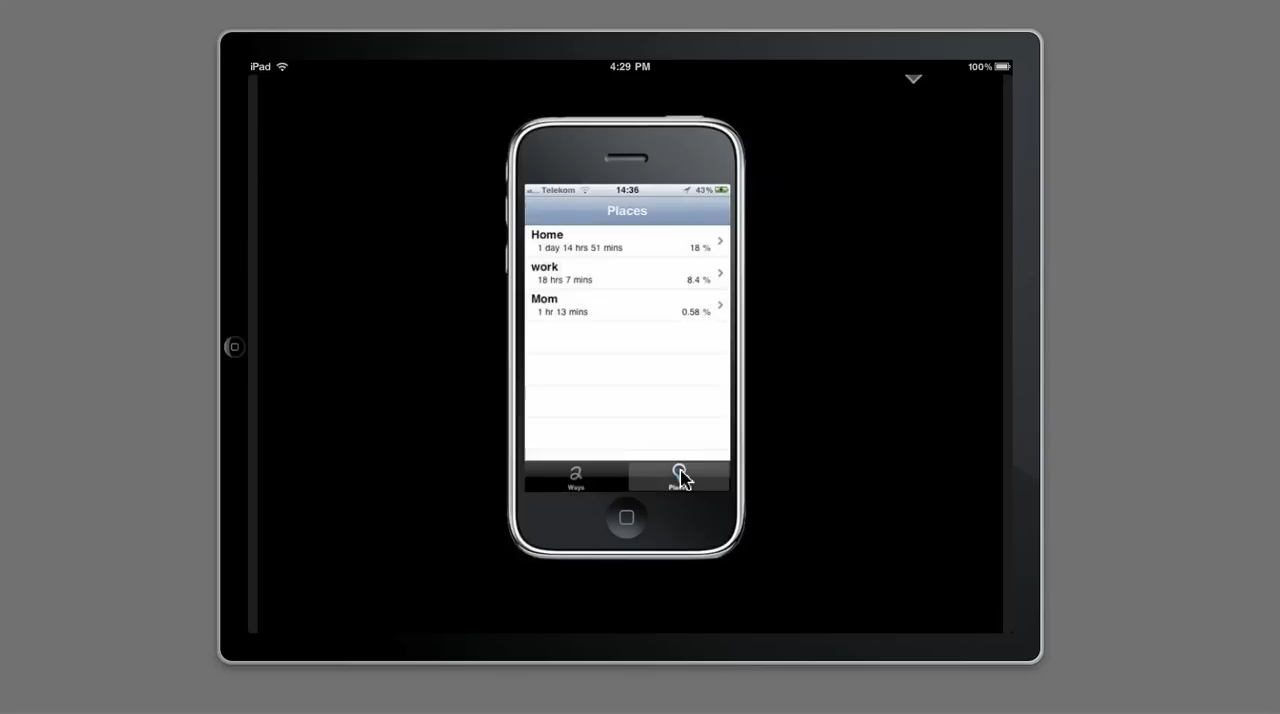 iPad 4:29 PM 100%
Telekom 14:36 43%
Places
Home
1 day 14 hrs 51 mins 18 %
work
18 hrs 7 mins 8.4 %
Mom
1 hr 13 mins 0.58 %
Ways